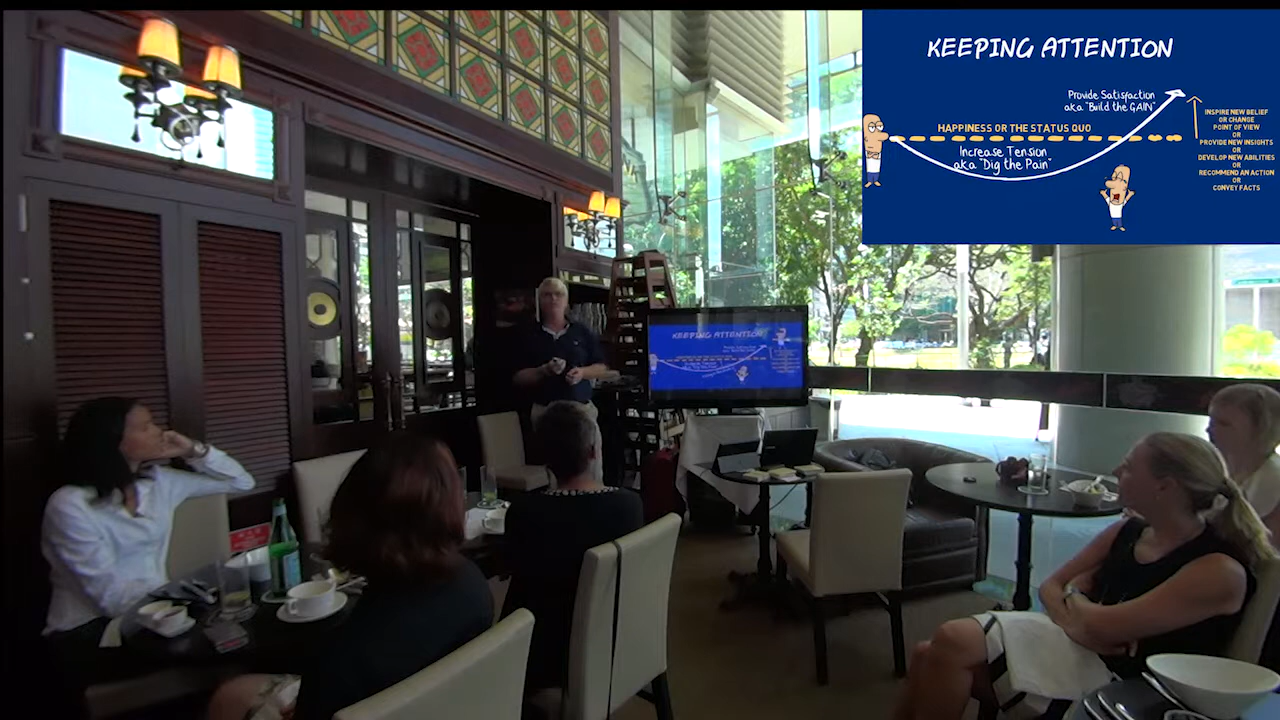 KEEPING ATTENTION
Provide Satisfaction
aka "Build the GAIN"
HAPPINESS OR THE STATUS QUO
Increase Tension
aka "Dig the Pain"
INSPIRE NEW BELIEF
OR CHANGE
POINT OF VIEW
OR
PROVIDE NEW INSIGHTS
OR
DEVELOP NEW ABILITIES
OR
RECOMMEND AN ACTION
OR
CONVEY FACTS
KEEPING ATTENTION